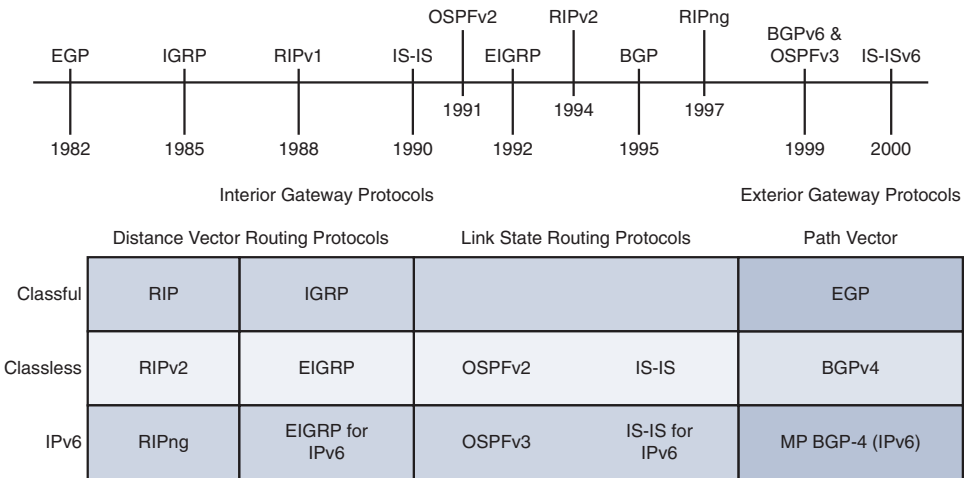 OSPFv2 RIPv2 RIPng
EGP IGRP RIPv1 IS-IS EIGRP BGP BGPv6 &
OSPFv3 IS-ISv6
1991 1994 1997
1982 1985 1988 1990 1992 1995 1999 2000
Interior Gateway Protocols Exterior Gateway Protocols
Distance Vector Routing Protocols Link State Routing Protocols Path Vector
Classful RIP IGRP EGP
Classless RIPv2 EIGRP OSPFv2 IS-IS BGPv4
IPv6 RIPng EIGRP for
IPv6 OSPFv3 IS-IS for
IPv6 MP BGP-4 (IPv6)